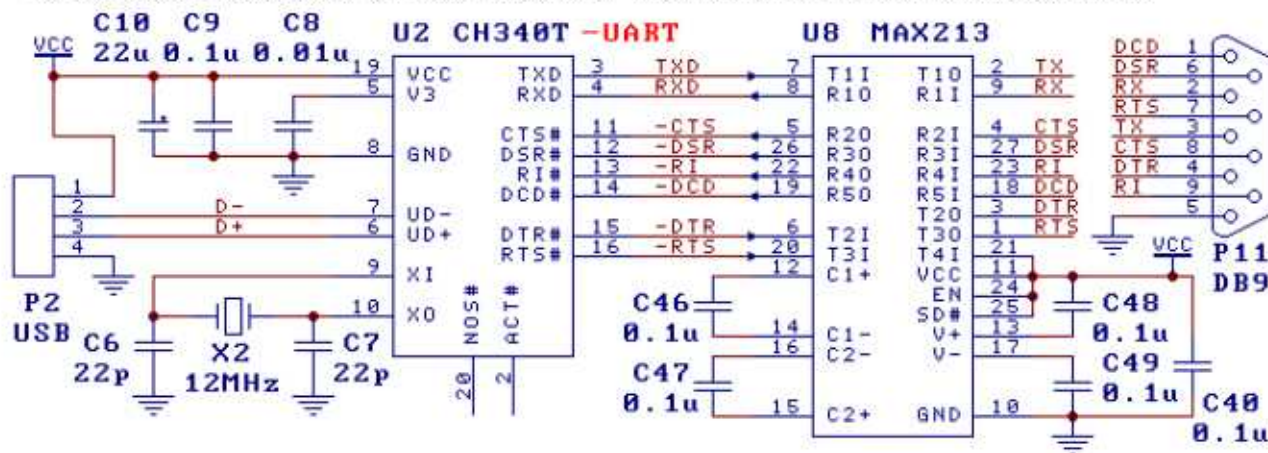 C10 C9 C8
VCC 22u 0.1u 0.01u
U2 CH340T -UART
U8 MAX213
19 VCC TXD 3 TXD
5 V3 RXD 4 RXD
CTS# 11 -CTS
8 GND DSR# 12 -DSR
RI# 13 -RI
DCD# 14 -DCD
7 UD-
6 UD+ DTR# 15 -DTR
RTS# 16 -RTS
9 XI
10 XO
NOS# ACT#
20 2
1
2 D-
3 D+
4
P2
USB
C6
22p
X2
12MHz
C7
22p
7 T1I T1O 2 TX
8 R1O R1I 9 RX
5 R2O R2I 4 CTS
26 R3O R3I 27 DSR
22 R4O R4I 23 RI
19 R5O R5I 18 DCD
T2O 3 DTR
6 T2I T3O 1 RTS
20 T3I T4I 21
12 C1+ VCC 11
EN 24
SD# 25
14 C1- V+ 13
16 C2- V- 17
15 C2+ GND 10
C46
0.1u
C47
0.1u
VCC
C48
0.1u
C49
0.1u
C40
0.1u
DCD 1
DSR 6
RX 2
RTS 7
TX 3
CTS 8
DTR 4
RI 9
5
P11
DB9